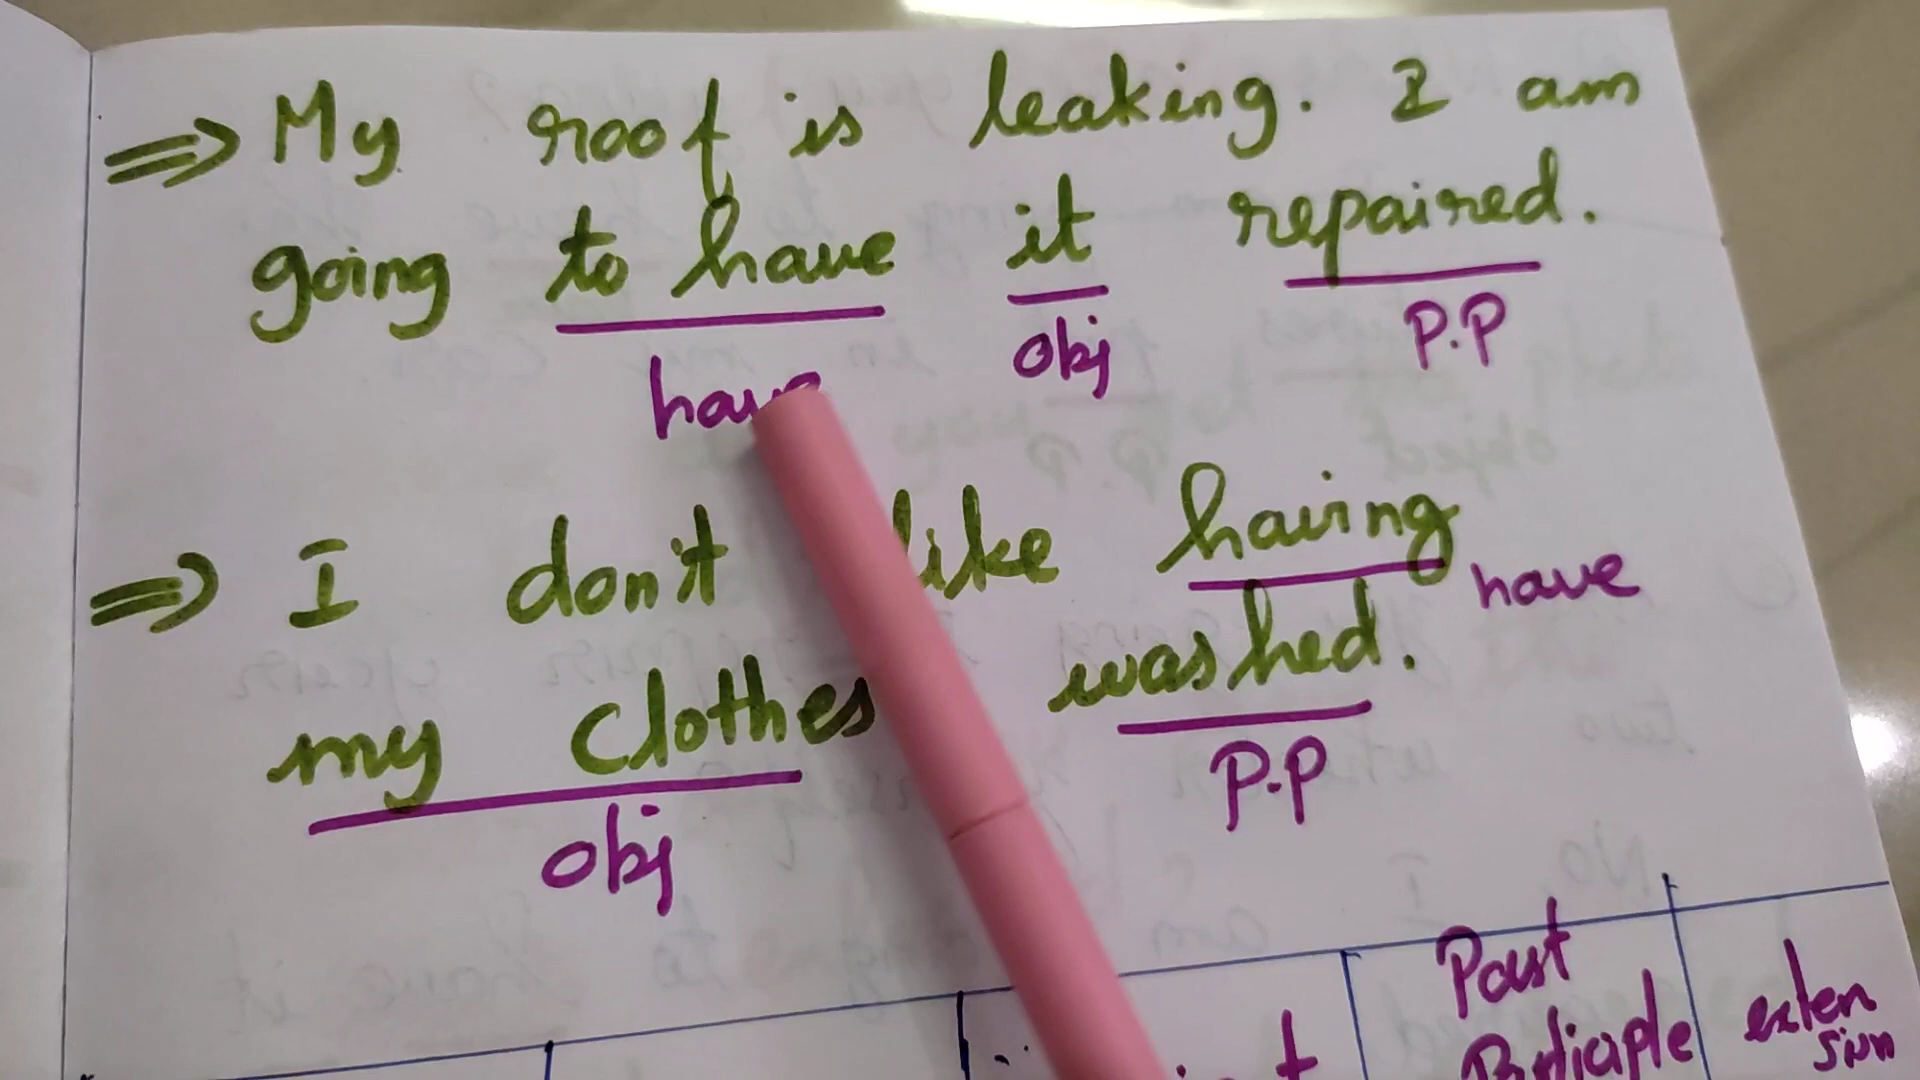 ⇒ My roof is leaking. I am
going to have it repaired.
have obj P.P
⇒ I don't like having
have
my clothes washed.
obj P.P
Past
Participle
exten
sion